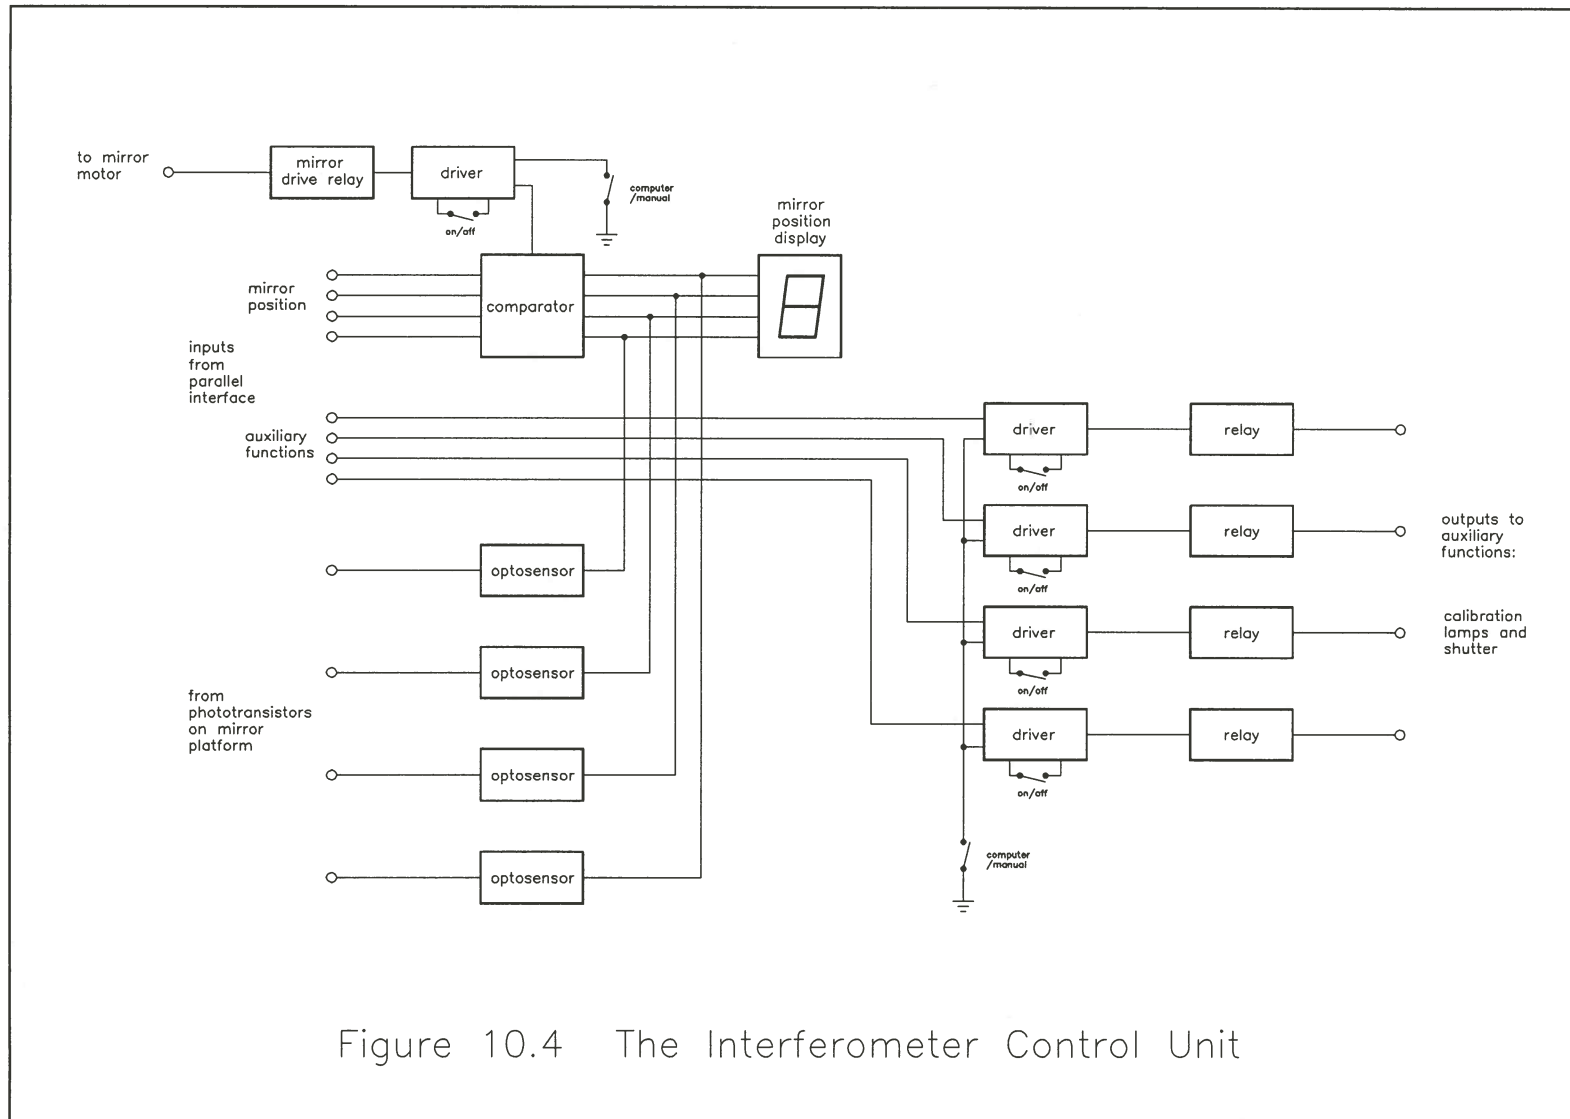 to mirror
motor
mirror
drive relay
driver
on/off
computer
/manual
mirror
position
display
mirror
position
comparator
inputs
from
parallel
interface
auxiliary
functions
driver
relay
on/off
driver
relay
on/off
outputs to
auxiliary
functions:
driver
relay
on/off
calibration
lamps and
shutter
driver
relay
on/off
computer
/manual
optosensor
optosensor
from
phototransistors
on mirror
platform
optosensor
optosensor
Figure 10.4 The Interferometer Control Unit